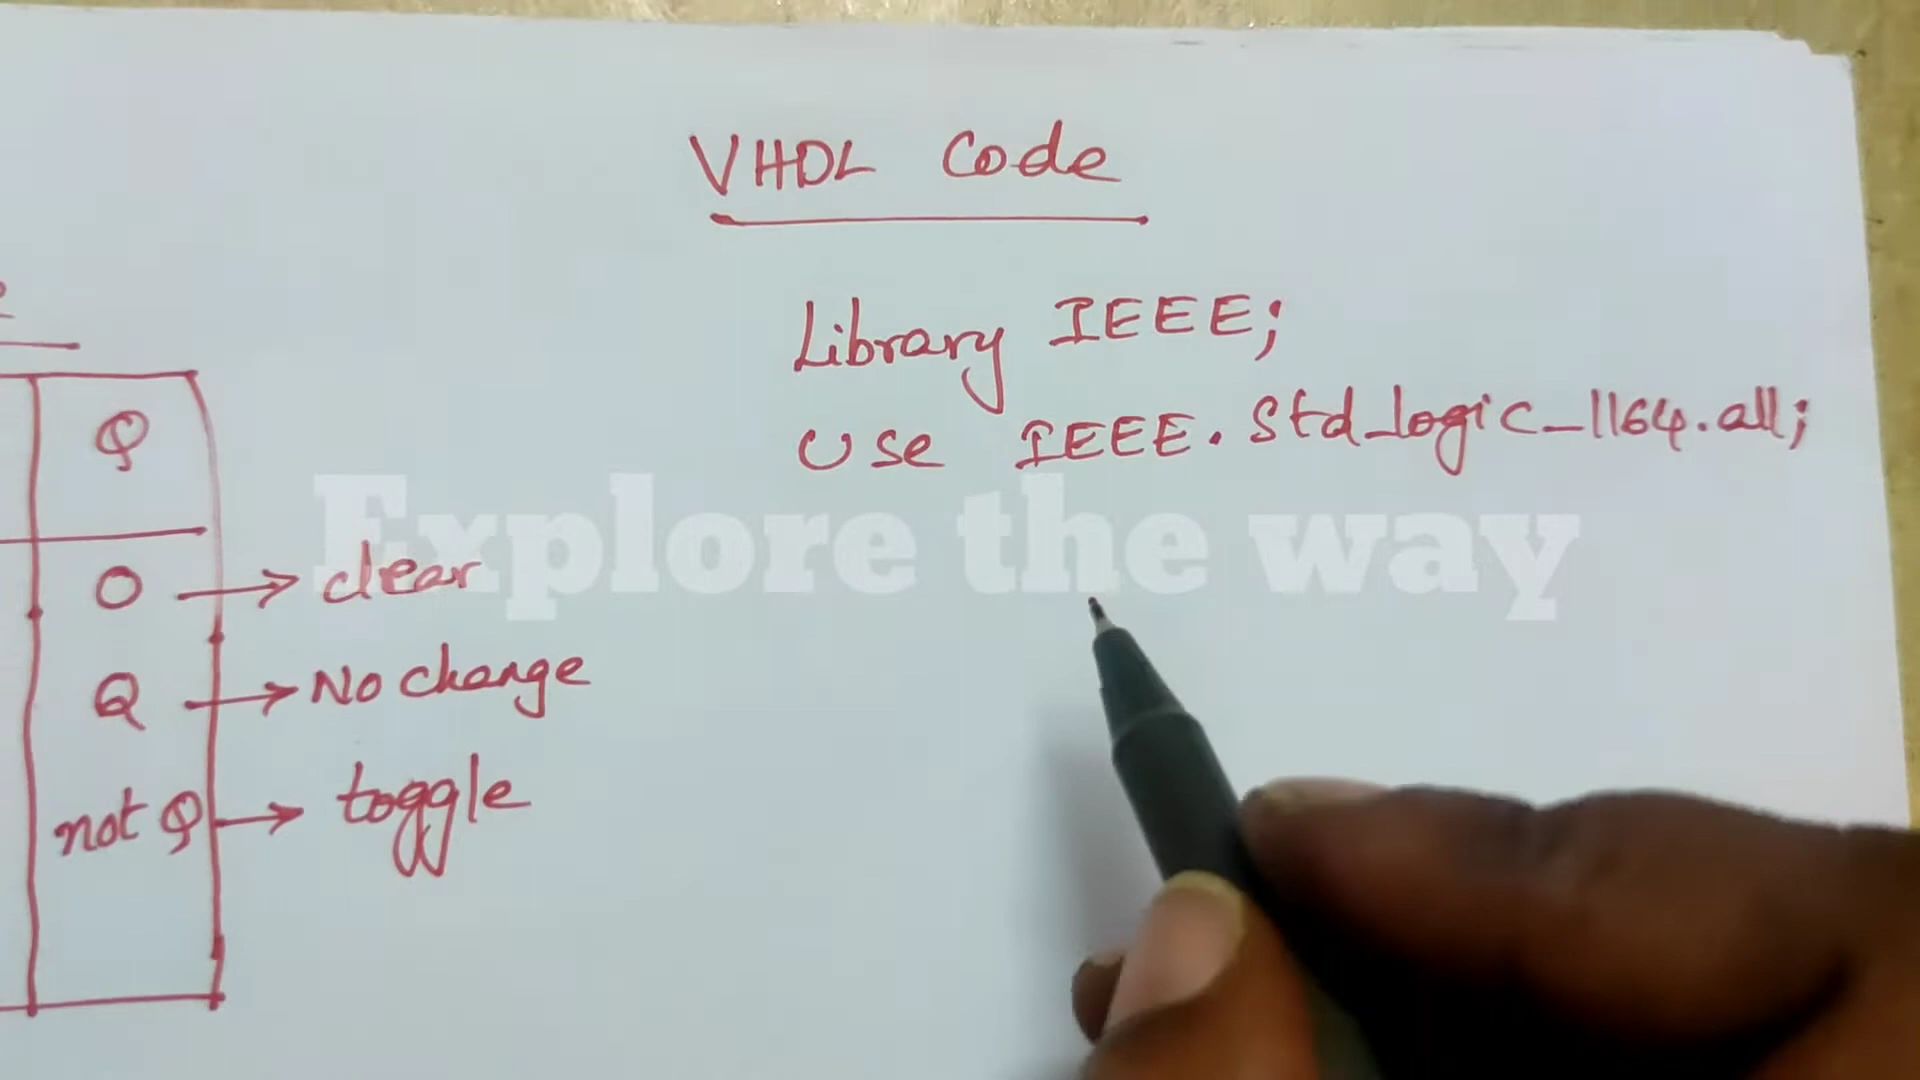 VHDL Code
Library IEEE;
Use IEEE.Std_logic_1164.all;
Explore the way
Q
0 → clear
Q → No change
not Q → toggle